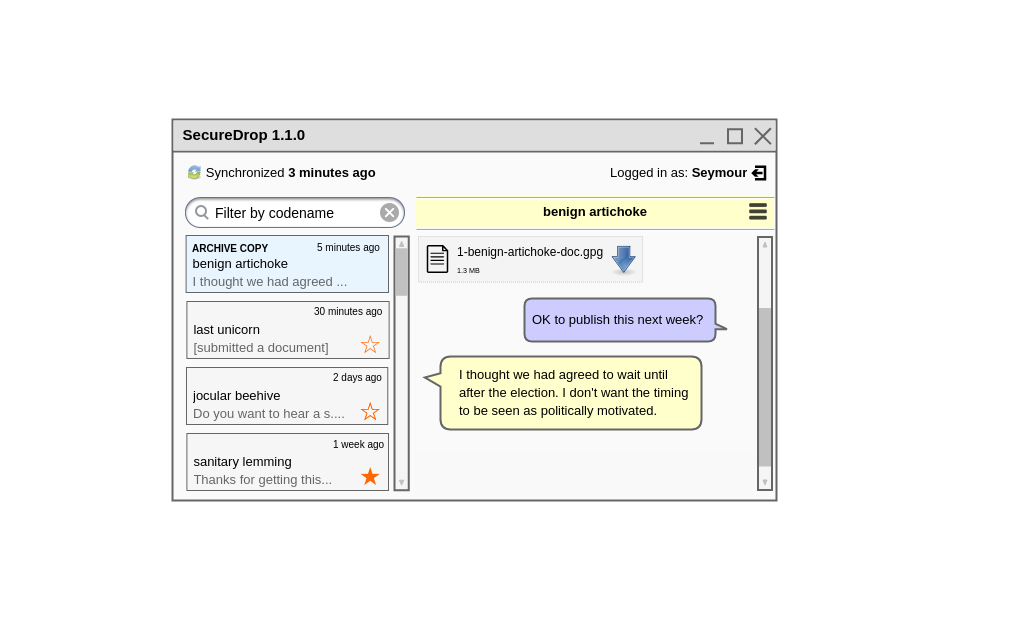 SecureDrop 1.1.0
Synchronized 3 minutes ago
Logged in as: Seymour
Filter by codename
benign artichoke
ARCHIVE COPY 5 minutes ago
benign artichoke
I thought we had agreed ...
30 minutes ago
last unicorn
[submitted a document]
2 days ago
jocular beehive
Do you want to hear a s....
1 week ago
sanitary lemming
Thanks for getting this...
1-benign-artichoke-doc.gpg
1.3 MB
OK to publish this next week?
I thought we had agreed to wait until
after the election. I don't want the timing
to be seen as politically motivated.